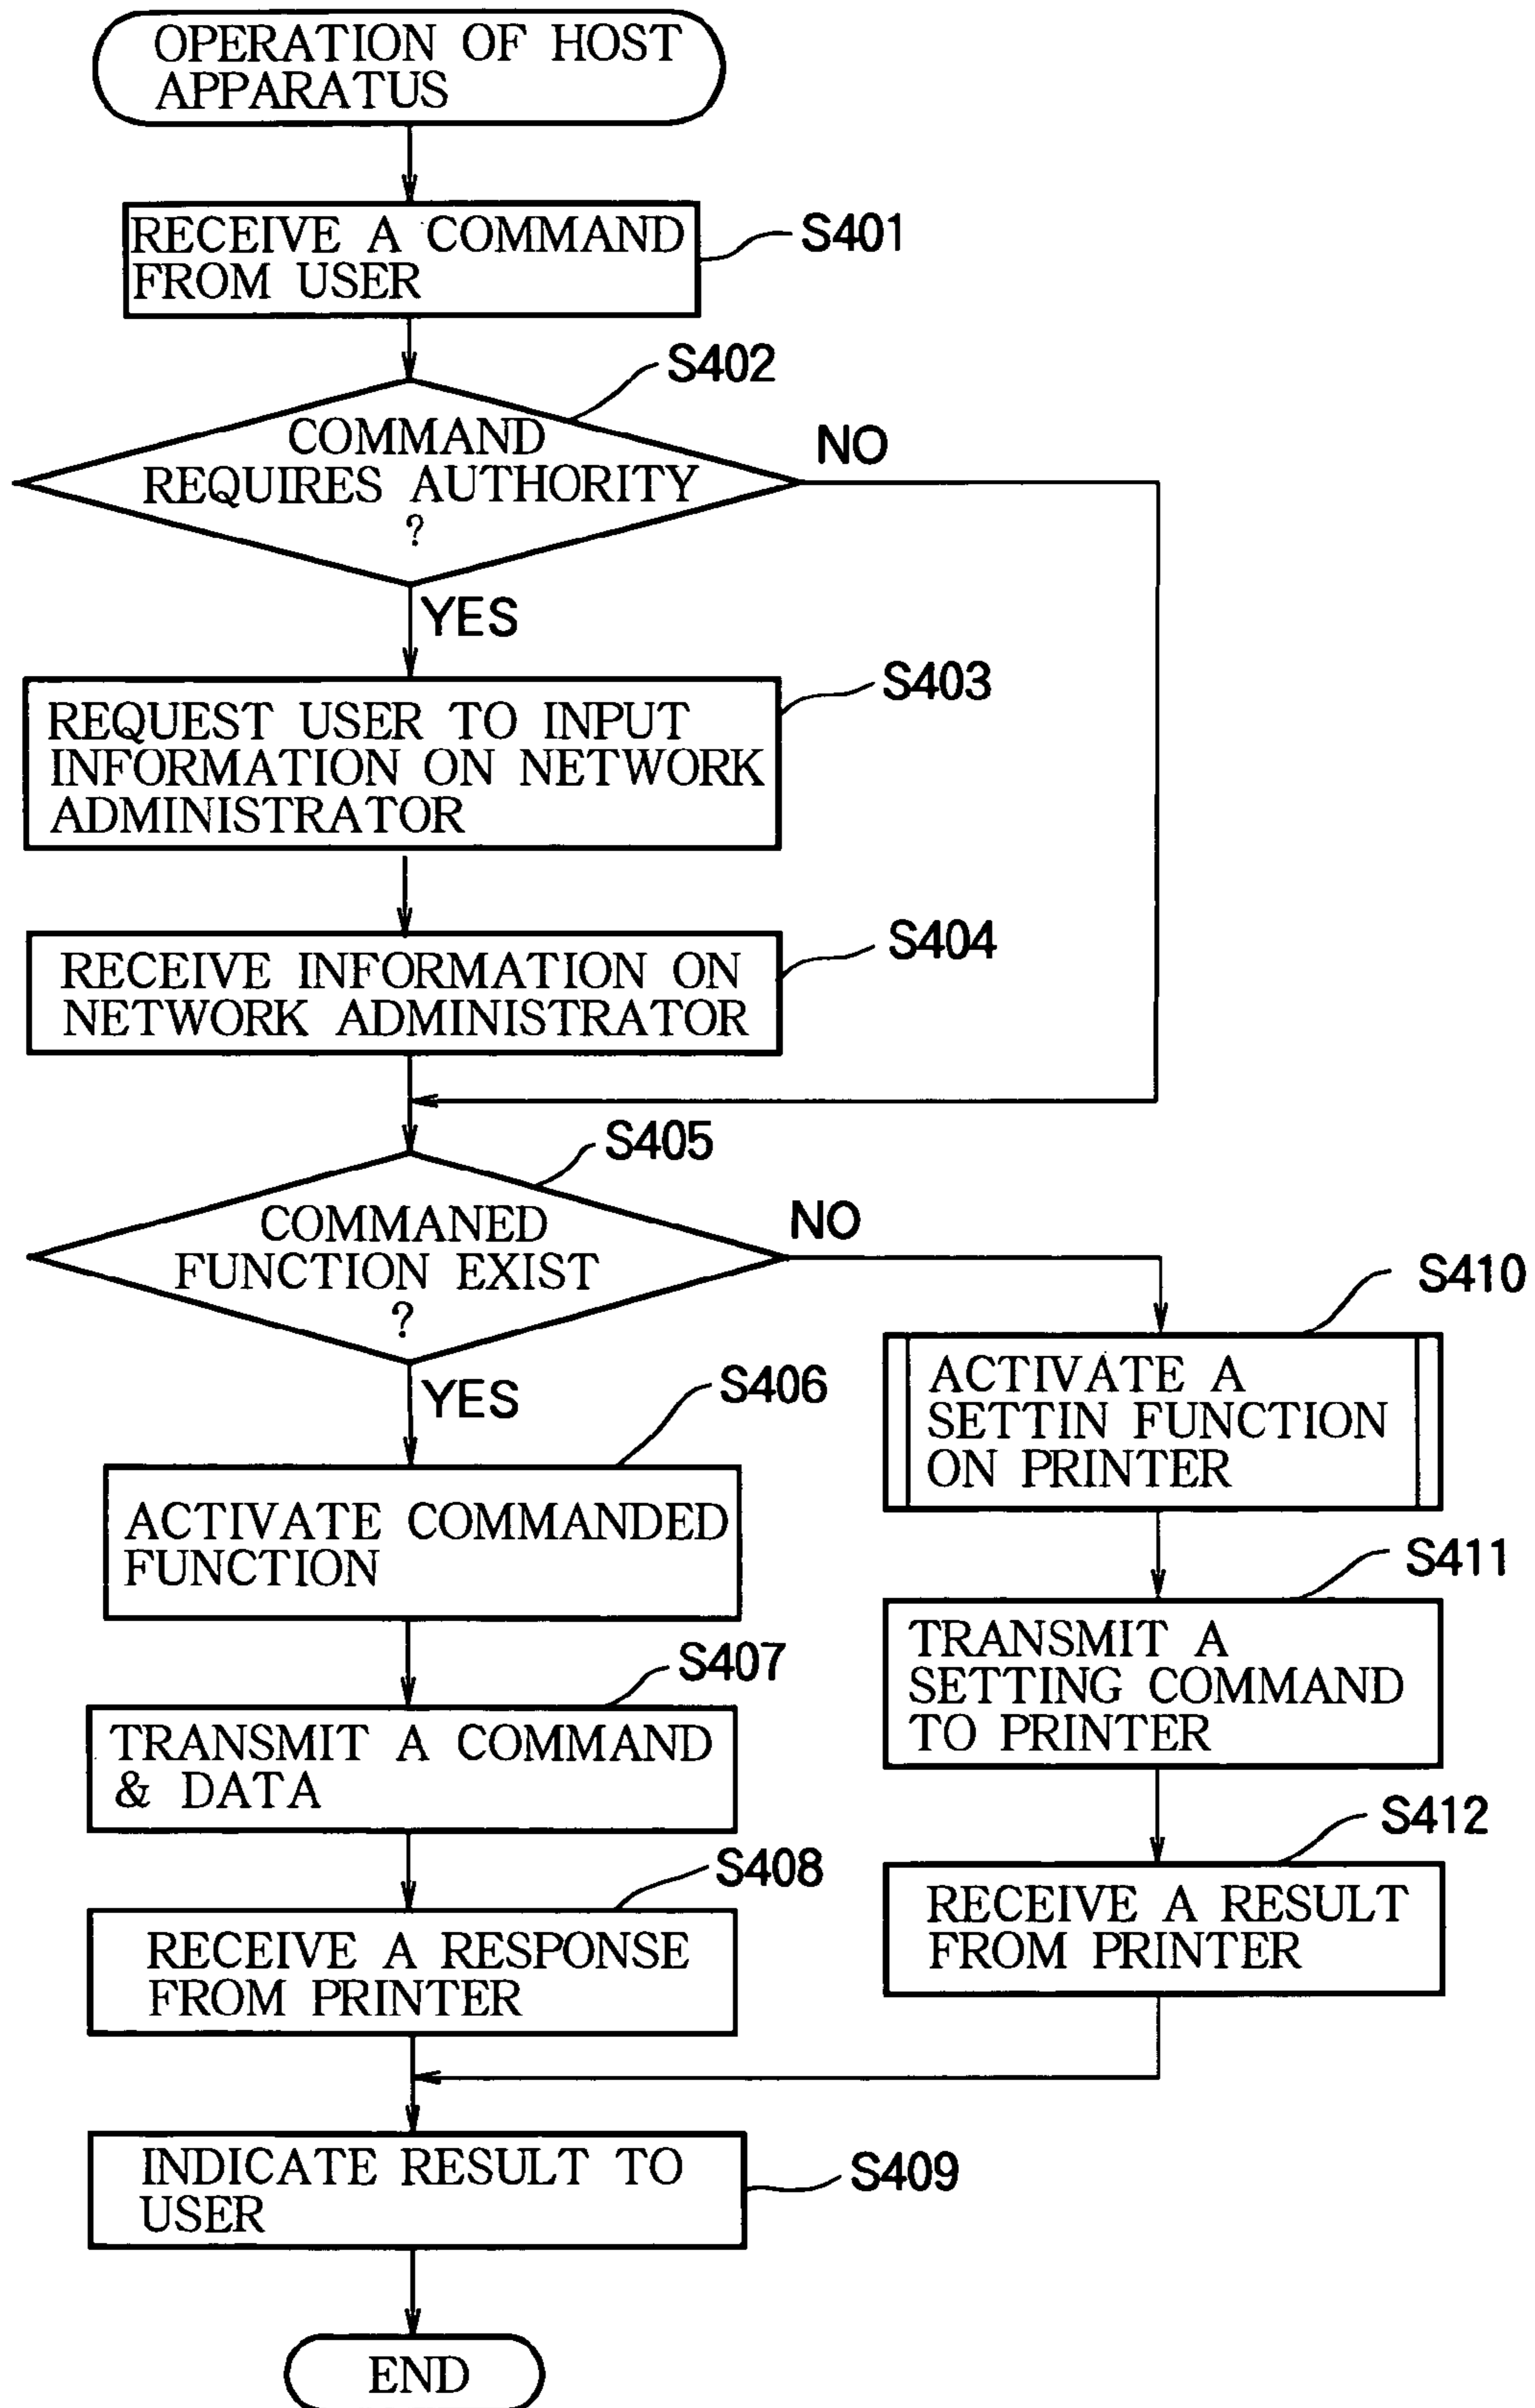 OPERATION OF HOST
APPARATUS
RECEIVE A COMMAND
FROM USER
S401
S402
COMMAND
REQUIRES AUTHORITY
?
NO
YES
S403
REQUEST USER TO INPUT
INFORMATION ON NETWORK
ADMINISTRATOR
S404
RECEIVE INFORMATION ON
NETWORK ADMINISTRATOR
S405
COMMANED
FUNCTION EXIST
?
NO
YES
S406
ACTIVATE COMMANDED
FUNCTION
S407
TRANSMIT A COMMAND
& DATA
S408
RECEIVE A RESPONSE
FROM PRINTER
S410
ACTIVATE A
SETTIN FUNCTION
ON PRINTER
S411
TRANSMIT A
SETTING COMMAND
TO PRINTER
S412
RECEIVE A RESULT
FROM PRINTER
INDICATE RESULT TO
USER
S409
END